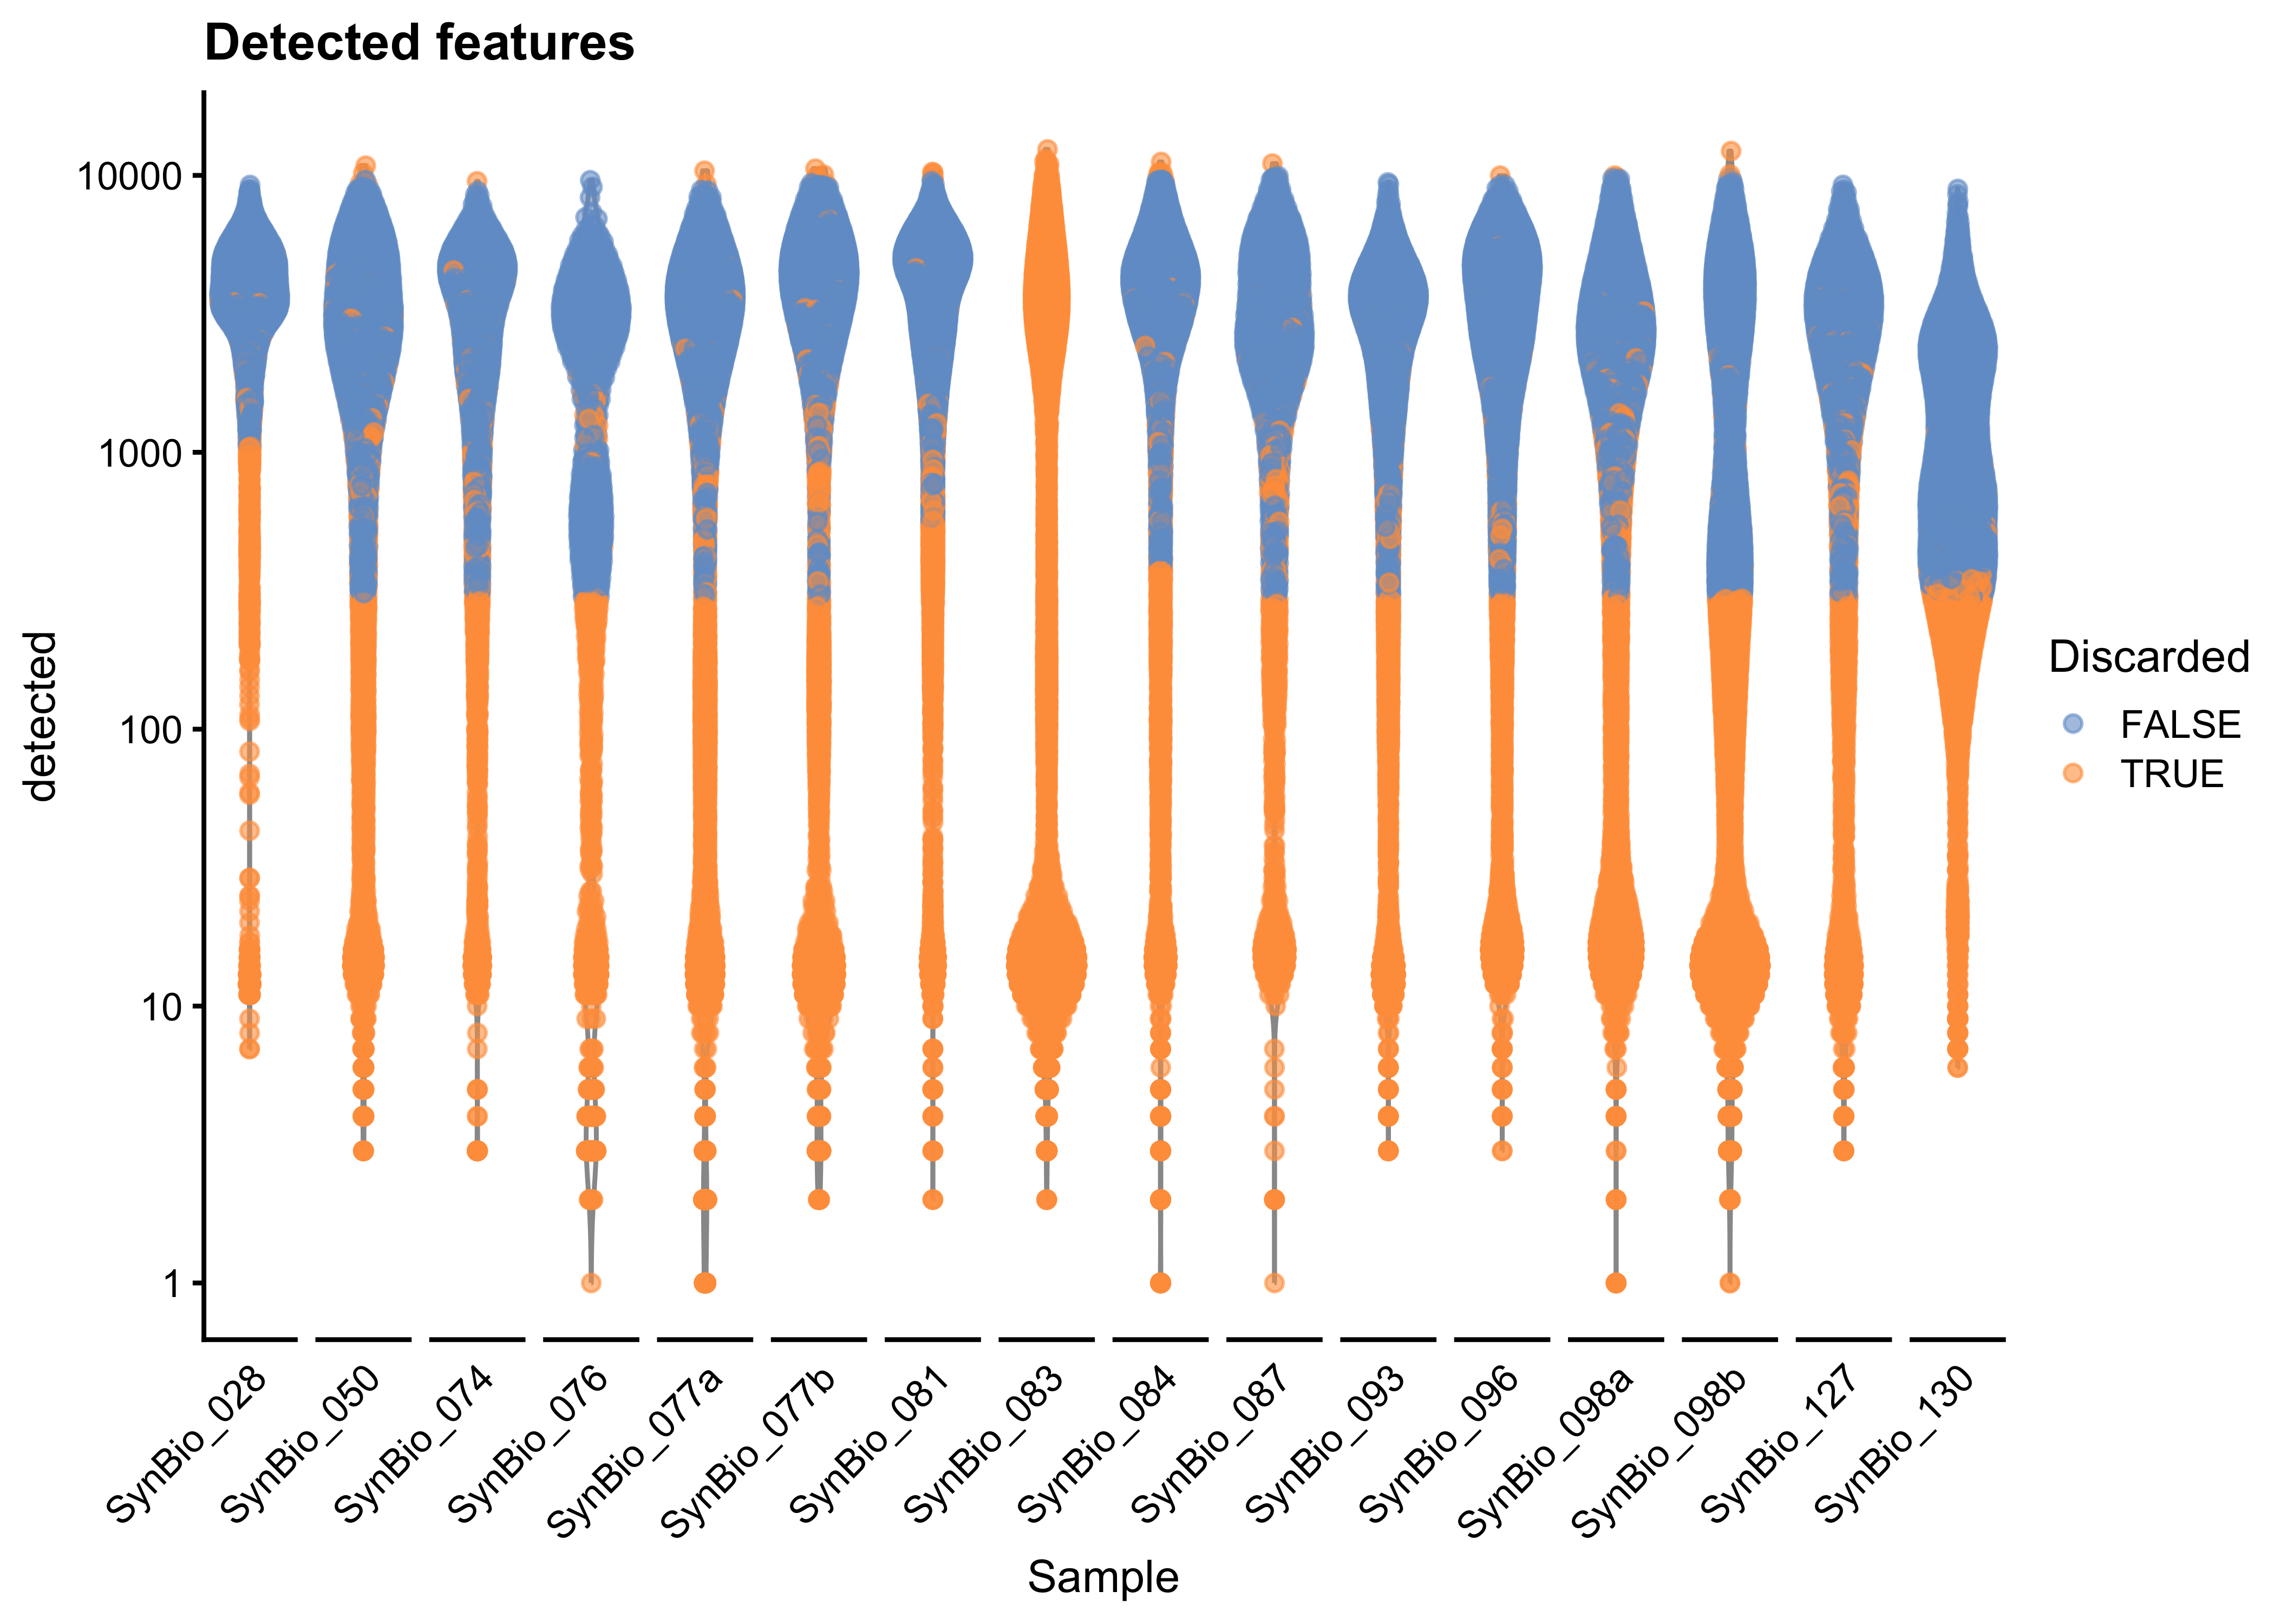 Detected features
10000
1000
100
10
1
detected
SynBio_028
SynBio_050
SynBio_074
SynBio_076
SynBio_077a
SynBio_077b
SynBio_081
SynBio_083
SynBio_084
SynBio_087
SynBio_093
SynBio_096
SynBio_098a
SynBio_098b
SynBio_127
SynBio_130
Sample
Discarded
FALSE
TRUE